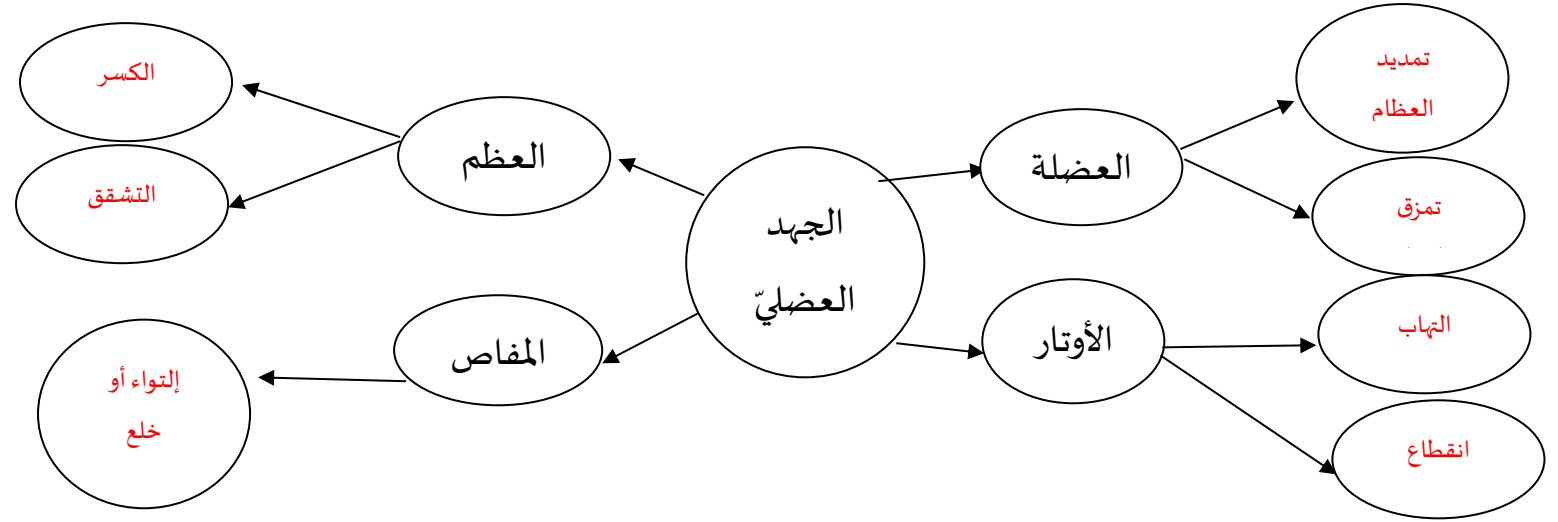 الجهد
العضليّ
العضلة
تمديد
العظام
تمزق
الأوتار
التهاب
انقطاع
العظم
الكسر
التشقق
المفاص
إلتواء أو
خلع